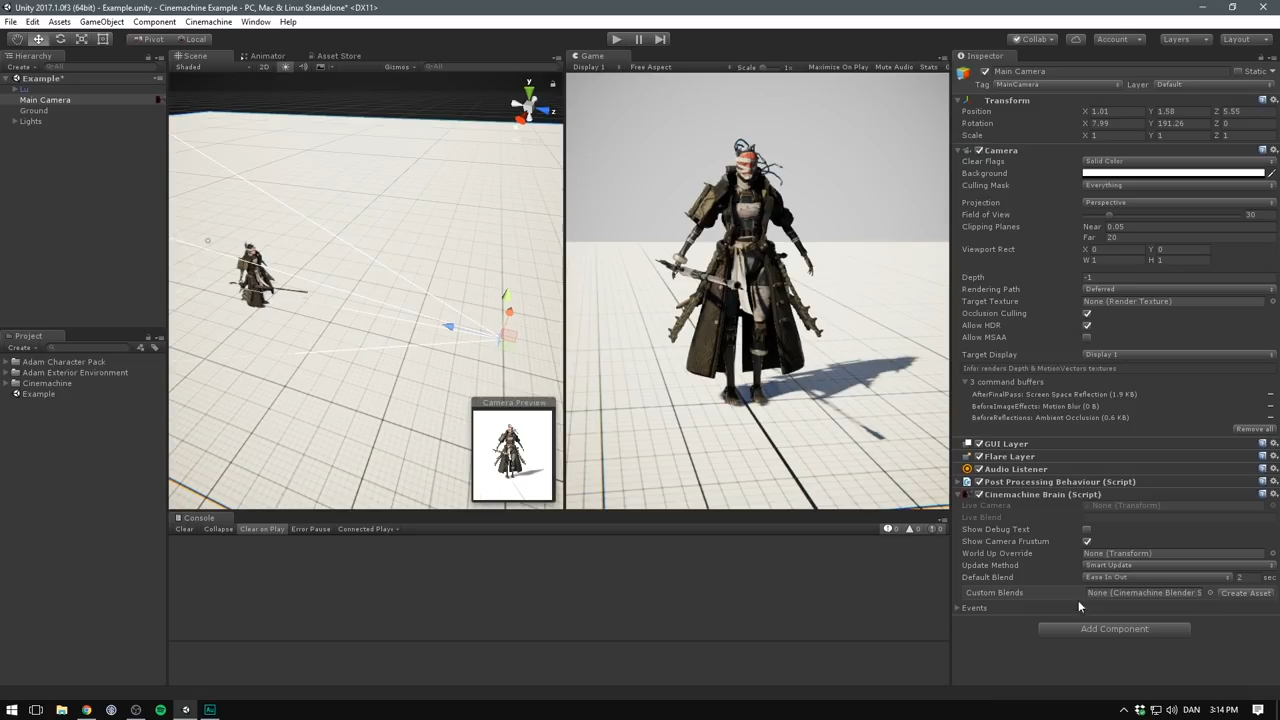 Unity 2017.1.0f3 (64bit) - Example.unity - Cinemachine Example - PC, Mac & Linux Standalone* <DX11>
File Edit Assets GameObject Component Cinemachine Window Help
Pivot Local
Collab Account Layers Layout
Hierarchy
Create All
Example*
Lu
Main Camera
Ground
Lights
Scene Animator Asset Store
Shaded 2D Gizmos All
y
z
Camera Preview
Game
Display 1 Free Aspect Scale 1x Maximize On Play Mute Audio Stats
Project
Create
Adam Character Pack
Adam Exterior Environment
Cinemachine
Example
Console
Clear Collapse Clear on Play Error Pause Connected Player
0 0 0
Inspector
Main Camera Static
Tag MainCamera Layer Default
Transform
Position X 1.01 Y 1.58 Z 5.55
Rotation X 7.99 Y 191.26 Z 0
Scale X 1 Y 1 Z 1
Camera
Clear Flags Solid Color
Background
Culling Mask Everything
Projection Perspective
Field of View 30
Clipping Planes Near 0.05
Far 20
Viewport Rect X 0 Y 0
W 1 H 1
Depth -1
Rendering Path Deferred
Target Texture None (Render Texture)
Occlusion Culling
Allow HDR
Allow MSAA
Target Display Display 1
Info: renders Depth & MotionVectors textures
3 command buffers
AfterFinalPass: Screen Space Reflection (1.9 KB)
BeforeImageEffects: Motion Blur (0 B)
BeforeReflections: Ambient Occlusion (0.6 KB)
Remove all
GUI Layer
Flare Layer
Audio Listener
Post Processing Behaviour (Script)
Cinemachine Brain (Script)
Live Camera None (Transform)
Live Blend
Show Debug Text
Show Camera Frustum
World Up Override None (Transform)
Update Method Smart Update
Default Blend Ease In Out 2 sec
Custom Blends None (Cinemachine Blender S Create Asset
Events
Add Component
DAN 3:14 PM